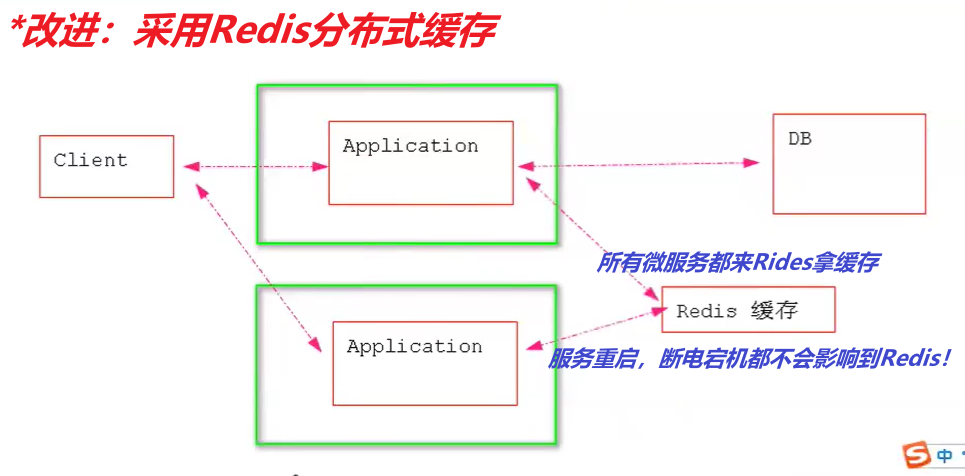 *改进：采用Redis分布式缓存
Client
Application
DB
所有微服务都来Rides拿缓存
Redis 缓存
Application
服务重启，断电宕机都不会影响到Redis！
S 中